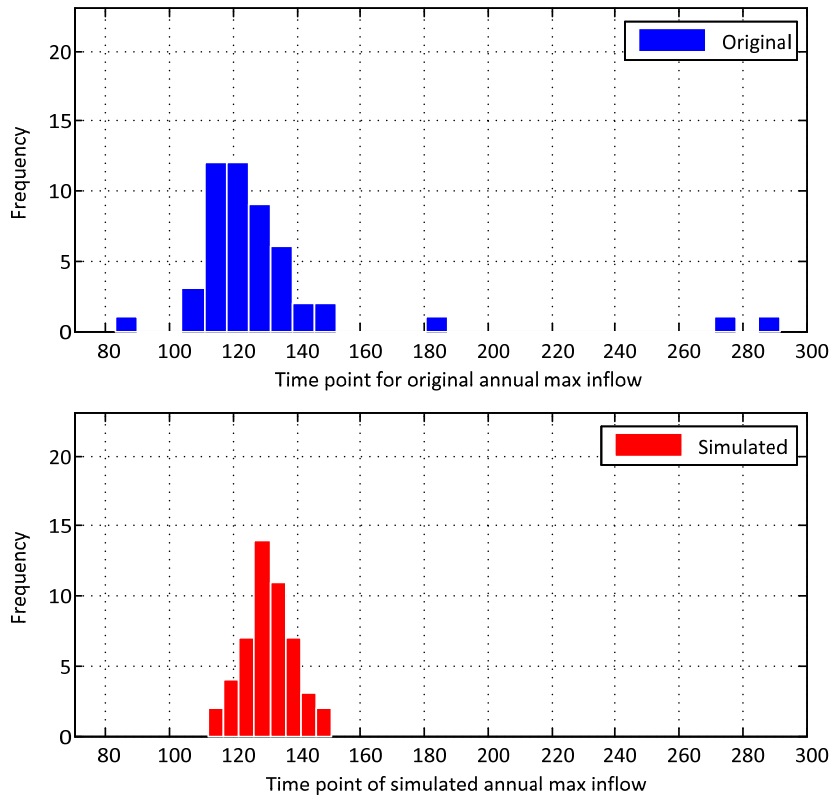 20
15
10
5
0
Frequency
Original
80 100 120 140 160 180 200 220 240 260 280 300
Time point for original annual max inflow
20
15
10
5
0
Frequency
Simulated
80 100 120 140 160 180 200 220 240 260 280 300
Time point of simulated annual max inflow